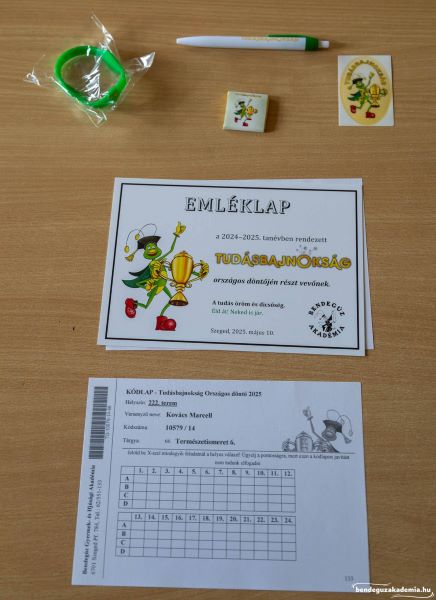 TUDÁSBAJNOKSÁG
EMLÉKLAP
a 2024–2025. tanévben rendezett
TUDÁSBAJNOKSÁG
országos döntőjén részt vevőnek.
A tudás öröm és dicsőség.
Éld át! Neked is jár.
Szeged, 2025. május 10.
BENDEGÚZ
AKADÉMIA
KÓDLAP - Tudásbajnokság Országos döntő 2025
Helyszín: 222. terem
Versenyző neve: Kovács Marcell
Kódszáma: 10579 / 14
Tárgya: Természetismeret 6.
1. 2. 3. 4. 5. 6. 7. 8. 9. 10. 11. 12.
A
B
C
D
13. 14. 15. 16. 17. 18. 19. 20. 21. 22. 23. 24.
A
B
C
D
Bendegúz Gyermek- és Ifjúsági Akadémia
133
bendeguzakademia.hu